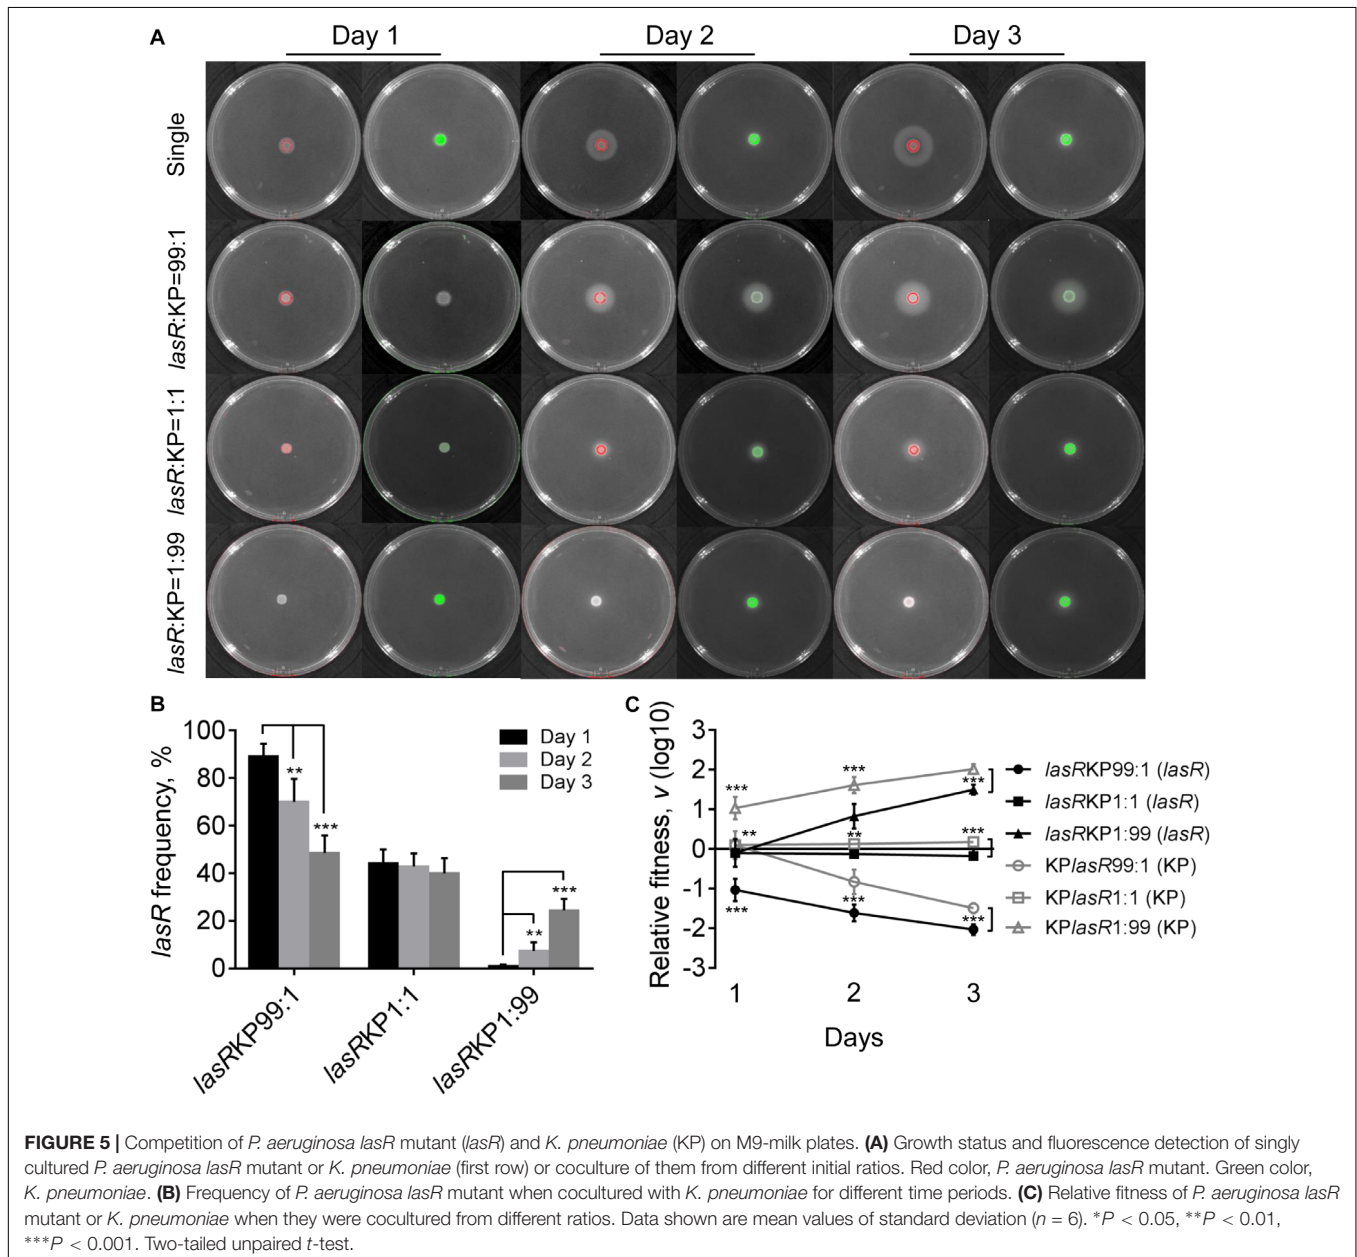 A
Day 1
Day 2
Day 3
Single
lasR:KP=99:1
lasR:KP=1:1
lasR:KP=1:99
B
lasR frequency, %
100
80
60
40
20
0
**
***
**
***
Day 1
Day 2
Day 3
lasRKP99:1
lasRKP1:1
lasRKP1:99
C
Relative fitness, v (log10)
3
2
1
0
-1
-2
-3
***
***
***
**
**
***
***
***
***
1
2
3
Days
lasRKP99:1 (lasR)
lasRKP1:1 (lasR)
lasRKP1:99 (lasR)
KPlasR99:1 (KP)
KPlasR1:1 (KP)
KPlasR1:99 (KP)
FIGURE 5 | Competition of P. aeruginosa lasR mutant (lasR) and K. pneumoniae (KP) on M9-milk plates. (A) Growth status and fluorescence detection of singly
cultured P. aeruginosa lasR mutant or K. pneumoniae (first row) or coculture of them from different initial ratios. Red color, P. aeruginosa lasR mutant. Green color,
K. pneumoniae. (B) Frequency of P. aeruginosa lasR mutant when cocultured with K. pneumoniae for different time periods. (C) Relative fitness of P. aeruginosa lasR
mutant or K. pneumoniae when they were cocultured from different ratios. Data shown are mean values of standard deviation (n = 6). *P < 0.05, **P < 0.01,
***P < 0.001. Two-tailed unpaired t-test.